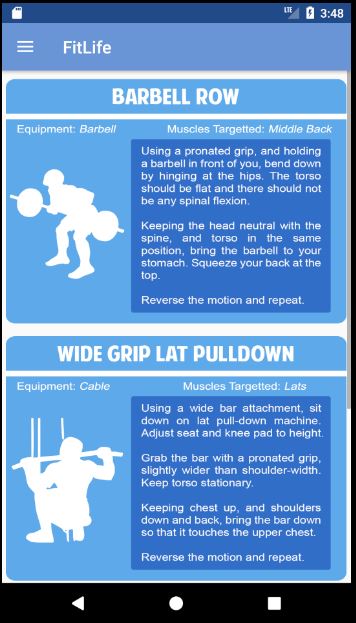 LTE 3:48
FitLife
BARBELL ROW
Equipment: Barbell Muscles Targetted: Middle Back
Using a pronated grip, and holding
a barbell in front of you, bend down
by hinging at the hips. The torso
should be flat and there should not
be any spinal flexion.
Keeping the head neutral with the
spine, and torso in the same
position, bring the barbell to your
stomach. Squeeze your back at the
top.
Reverse the motion and repeat.
WIDE GRIP LAT PULLDOWN
Equipment: Cable Muscles Targetted: Lats
Using a wide bar attachment, sit
down on lat pull-down machine.
Adjust seat and knee pad to height.
Grab the bar with a pronated grip,
slightly wider than shoulder-width.
Keep torso stationary.
Keeping chest up, and shoulders
down and back, bring the bar down
so that it touches the upper chest.
Reverse the motion and repeat.